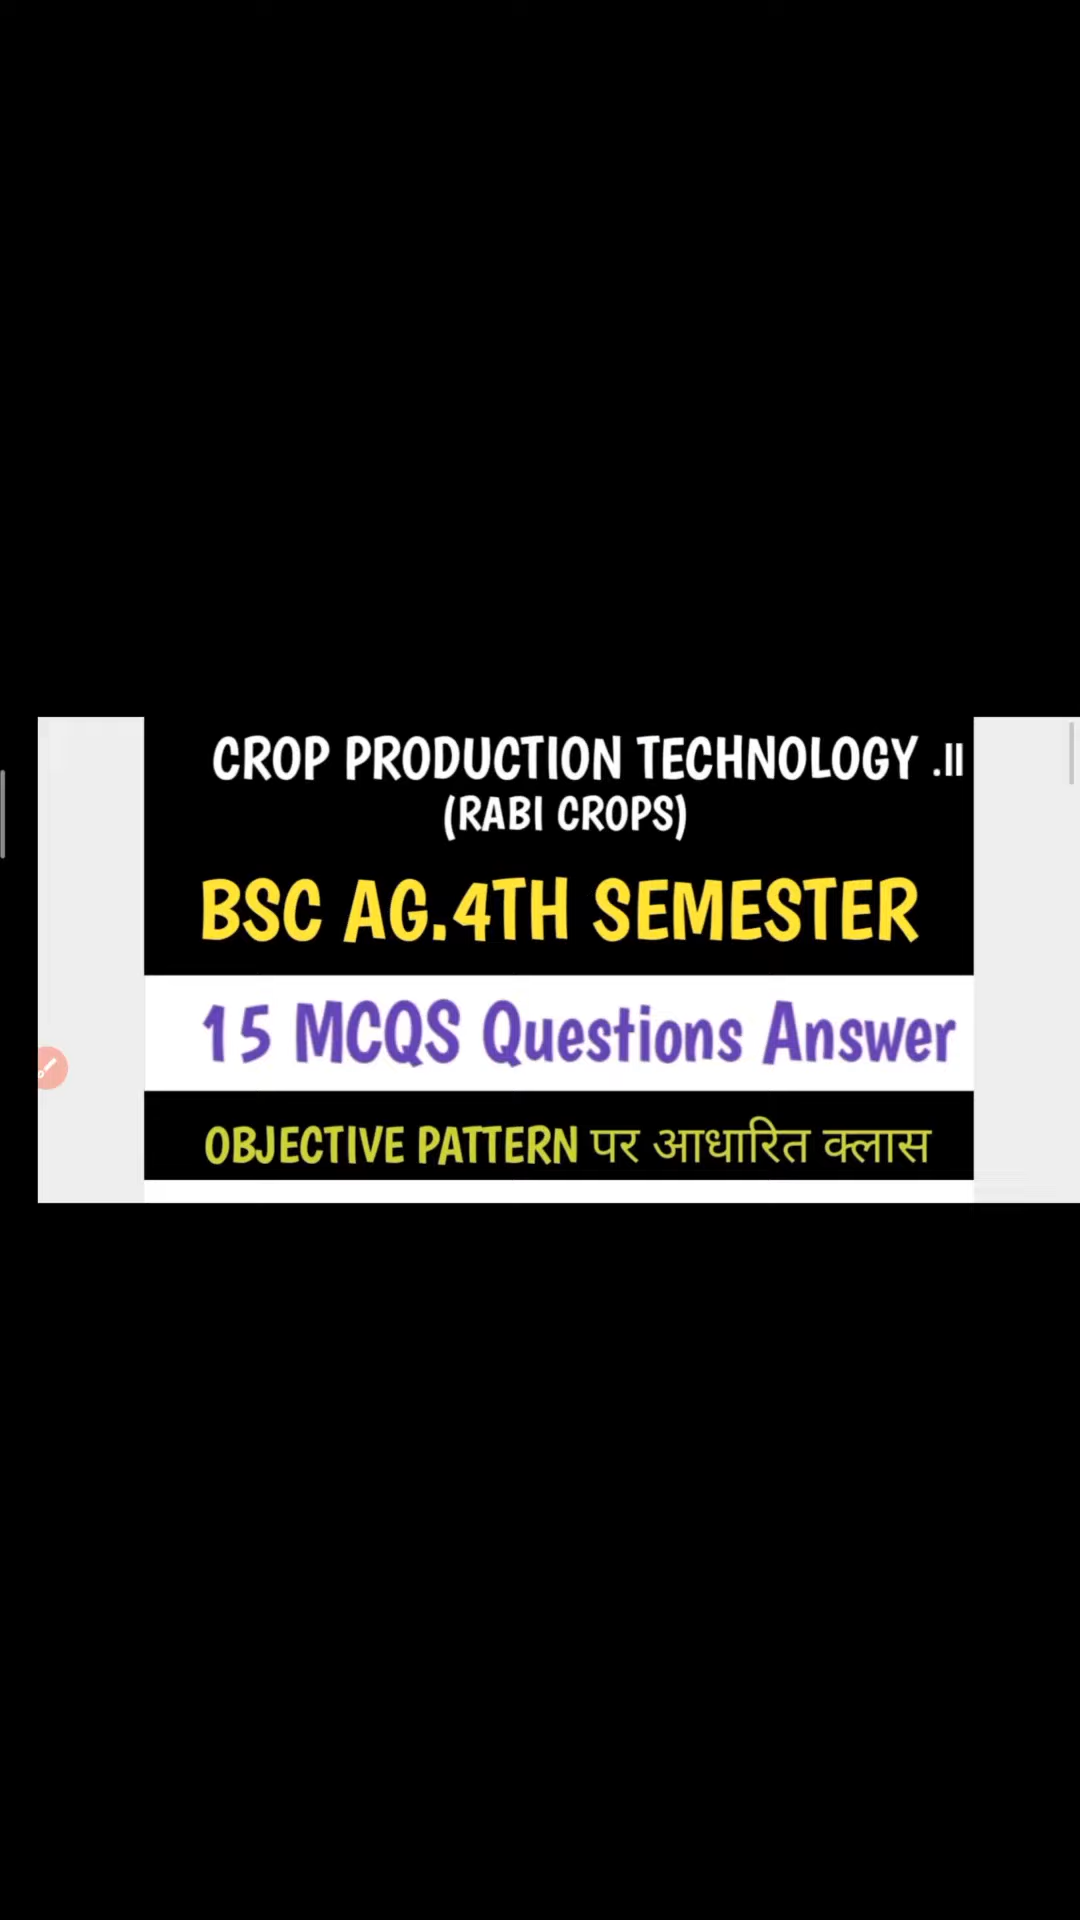 CROP PRODUCTION TECHNOLOGY .II
(RABI CROPS)
BSC AG.4TH SEMESTER
15 MCQS Questions Answer
OBJECTIVE PATTERN पर आधारित क्लास